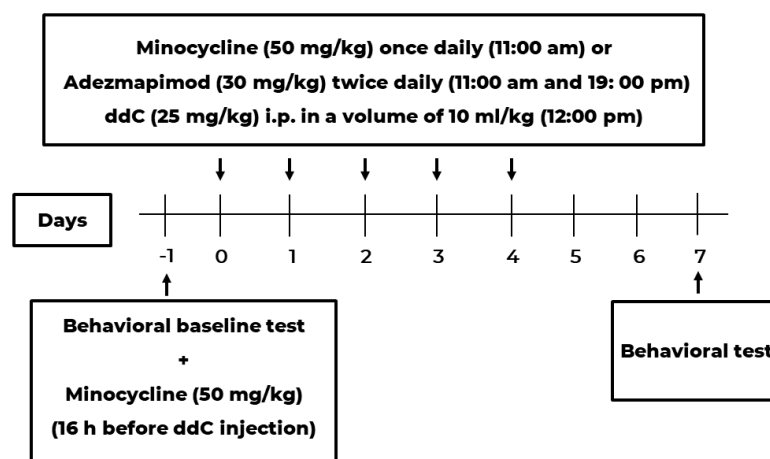 Minocycline (50 mg/kg) once daily (11:00 am) or
Adezmapimod (30 mg/kg) twice daily (11:00 am and 19: 00 pm)
ddC (25 mg/kg) i.p. in a volume of 10 ml/kg (12:00 pm)
Days
-1 0 1 2 3 4 5 6 7
Behavioral baseline test
+
Minocycline (50 mg/kg)
(16 h before ddC injection)
Behavioral test